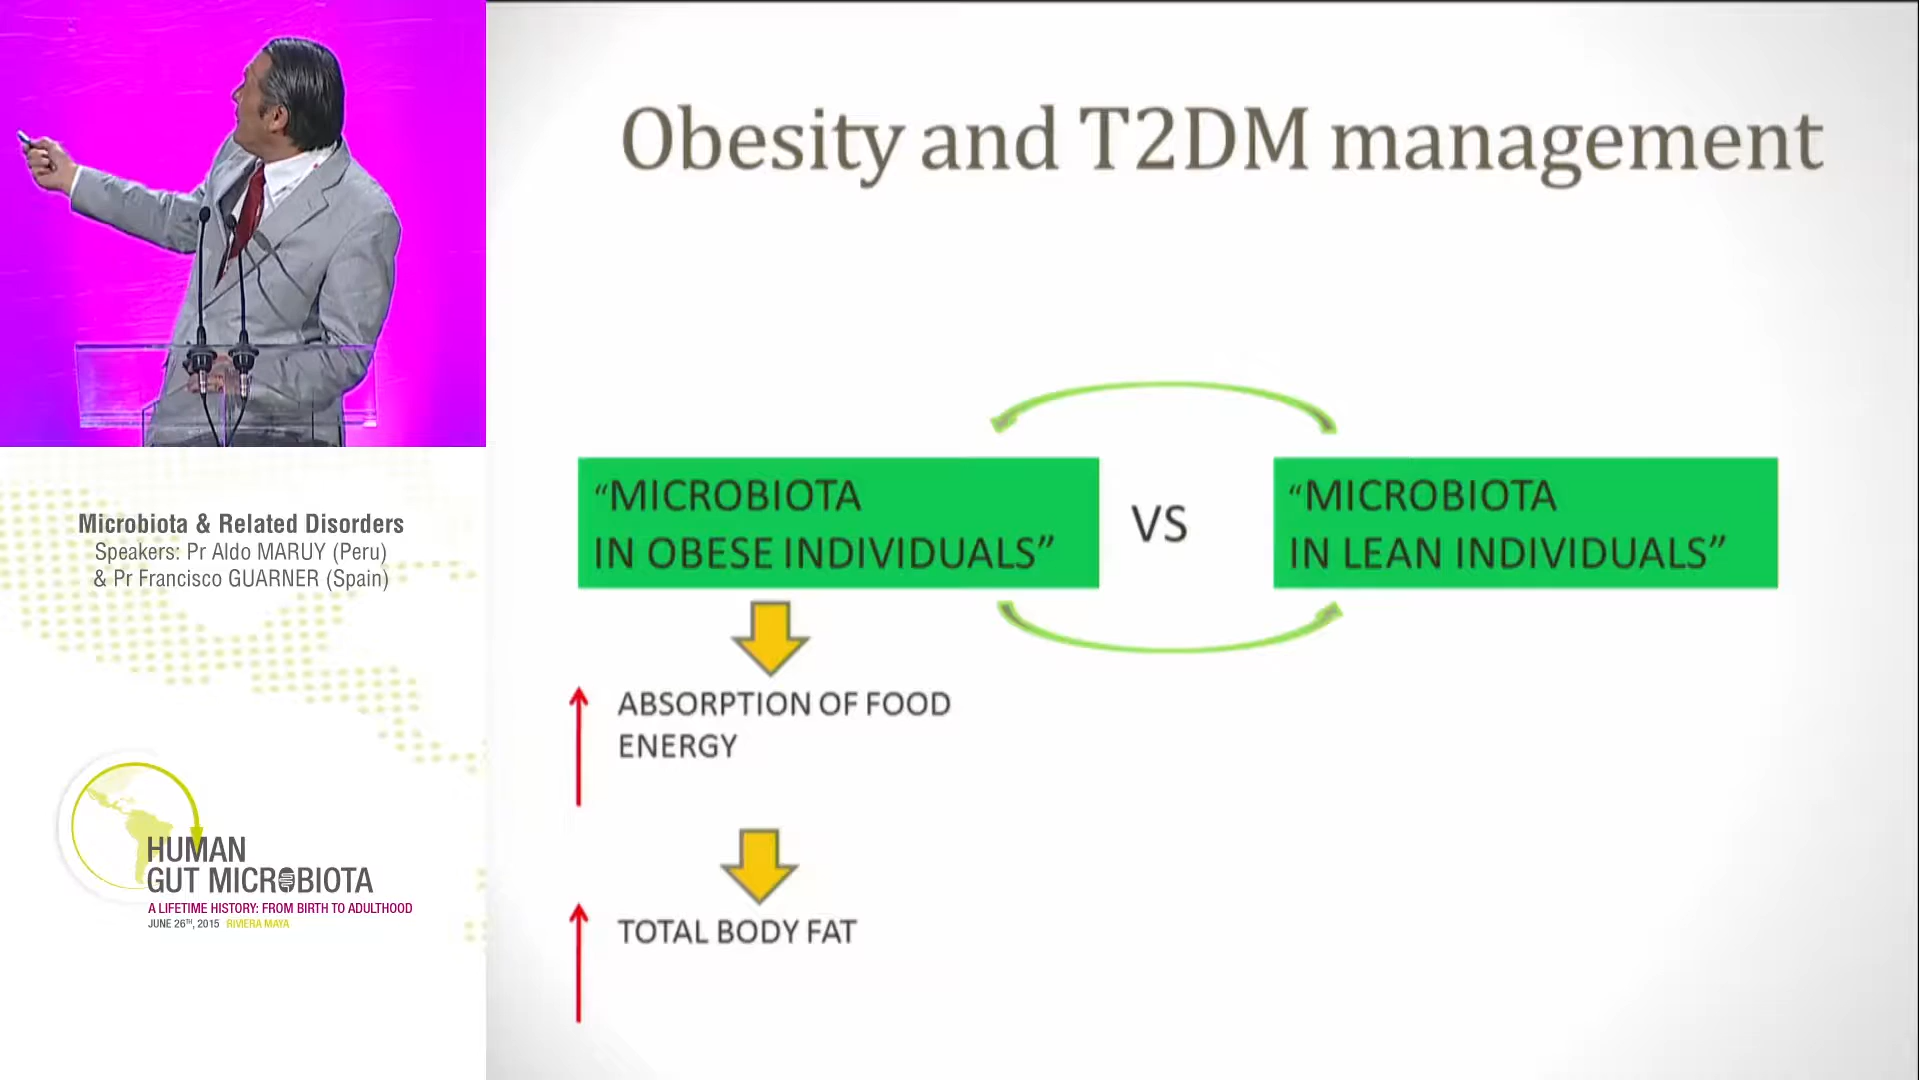 Obesity and T2DM management
“MICROBIOTA
IN OBESE INDIVIDUALS”
VS
“MICROBIOTA
IN LEAN INDIVIDUALS”
ABSORPTION OF FOOD
ENERGY
TOTAL BODY FAT
Microbiota & Related Disorders
Speakers: Pr Aldo MARUY (Peru)
& Pr Francisco GUARNER (Spain)
HUMAN
GUT MICROBIOTA
A LIFETIME HISTORY: FROM BIRTH TO ADULTHOOD
JUNE 26TH, 2015 RIVIERA MAYA